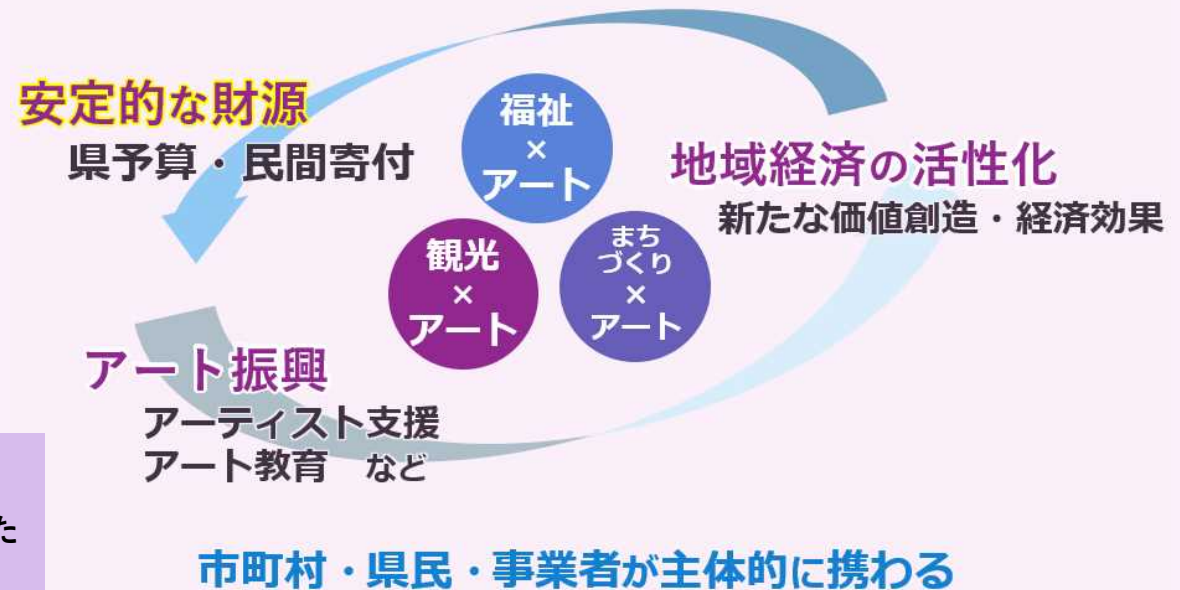 安定的な財源
県予算・民間寄付
福祉
×
アート
地域経済の活性化
新たな価値創造・経済効果
観光
×
アート
まち
づくり
×
アート
アート振興
アーティスト支援
アート教育 など
た
市町村・県民・事業者が主体的に携わる